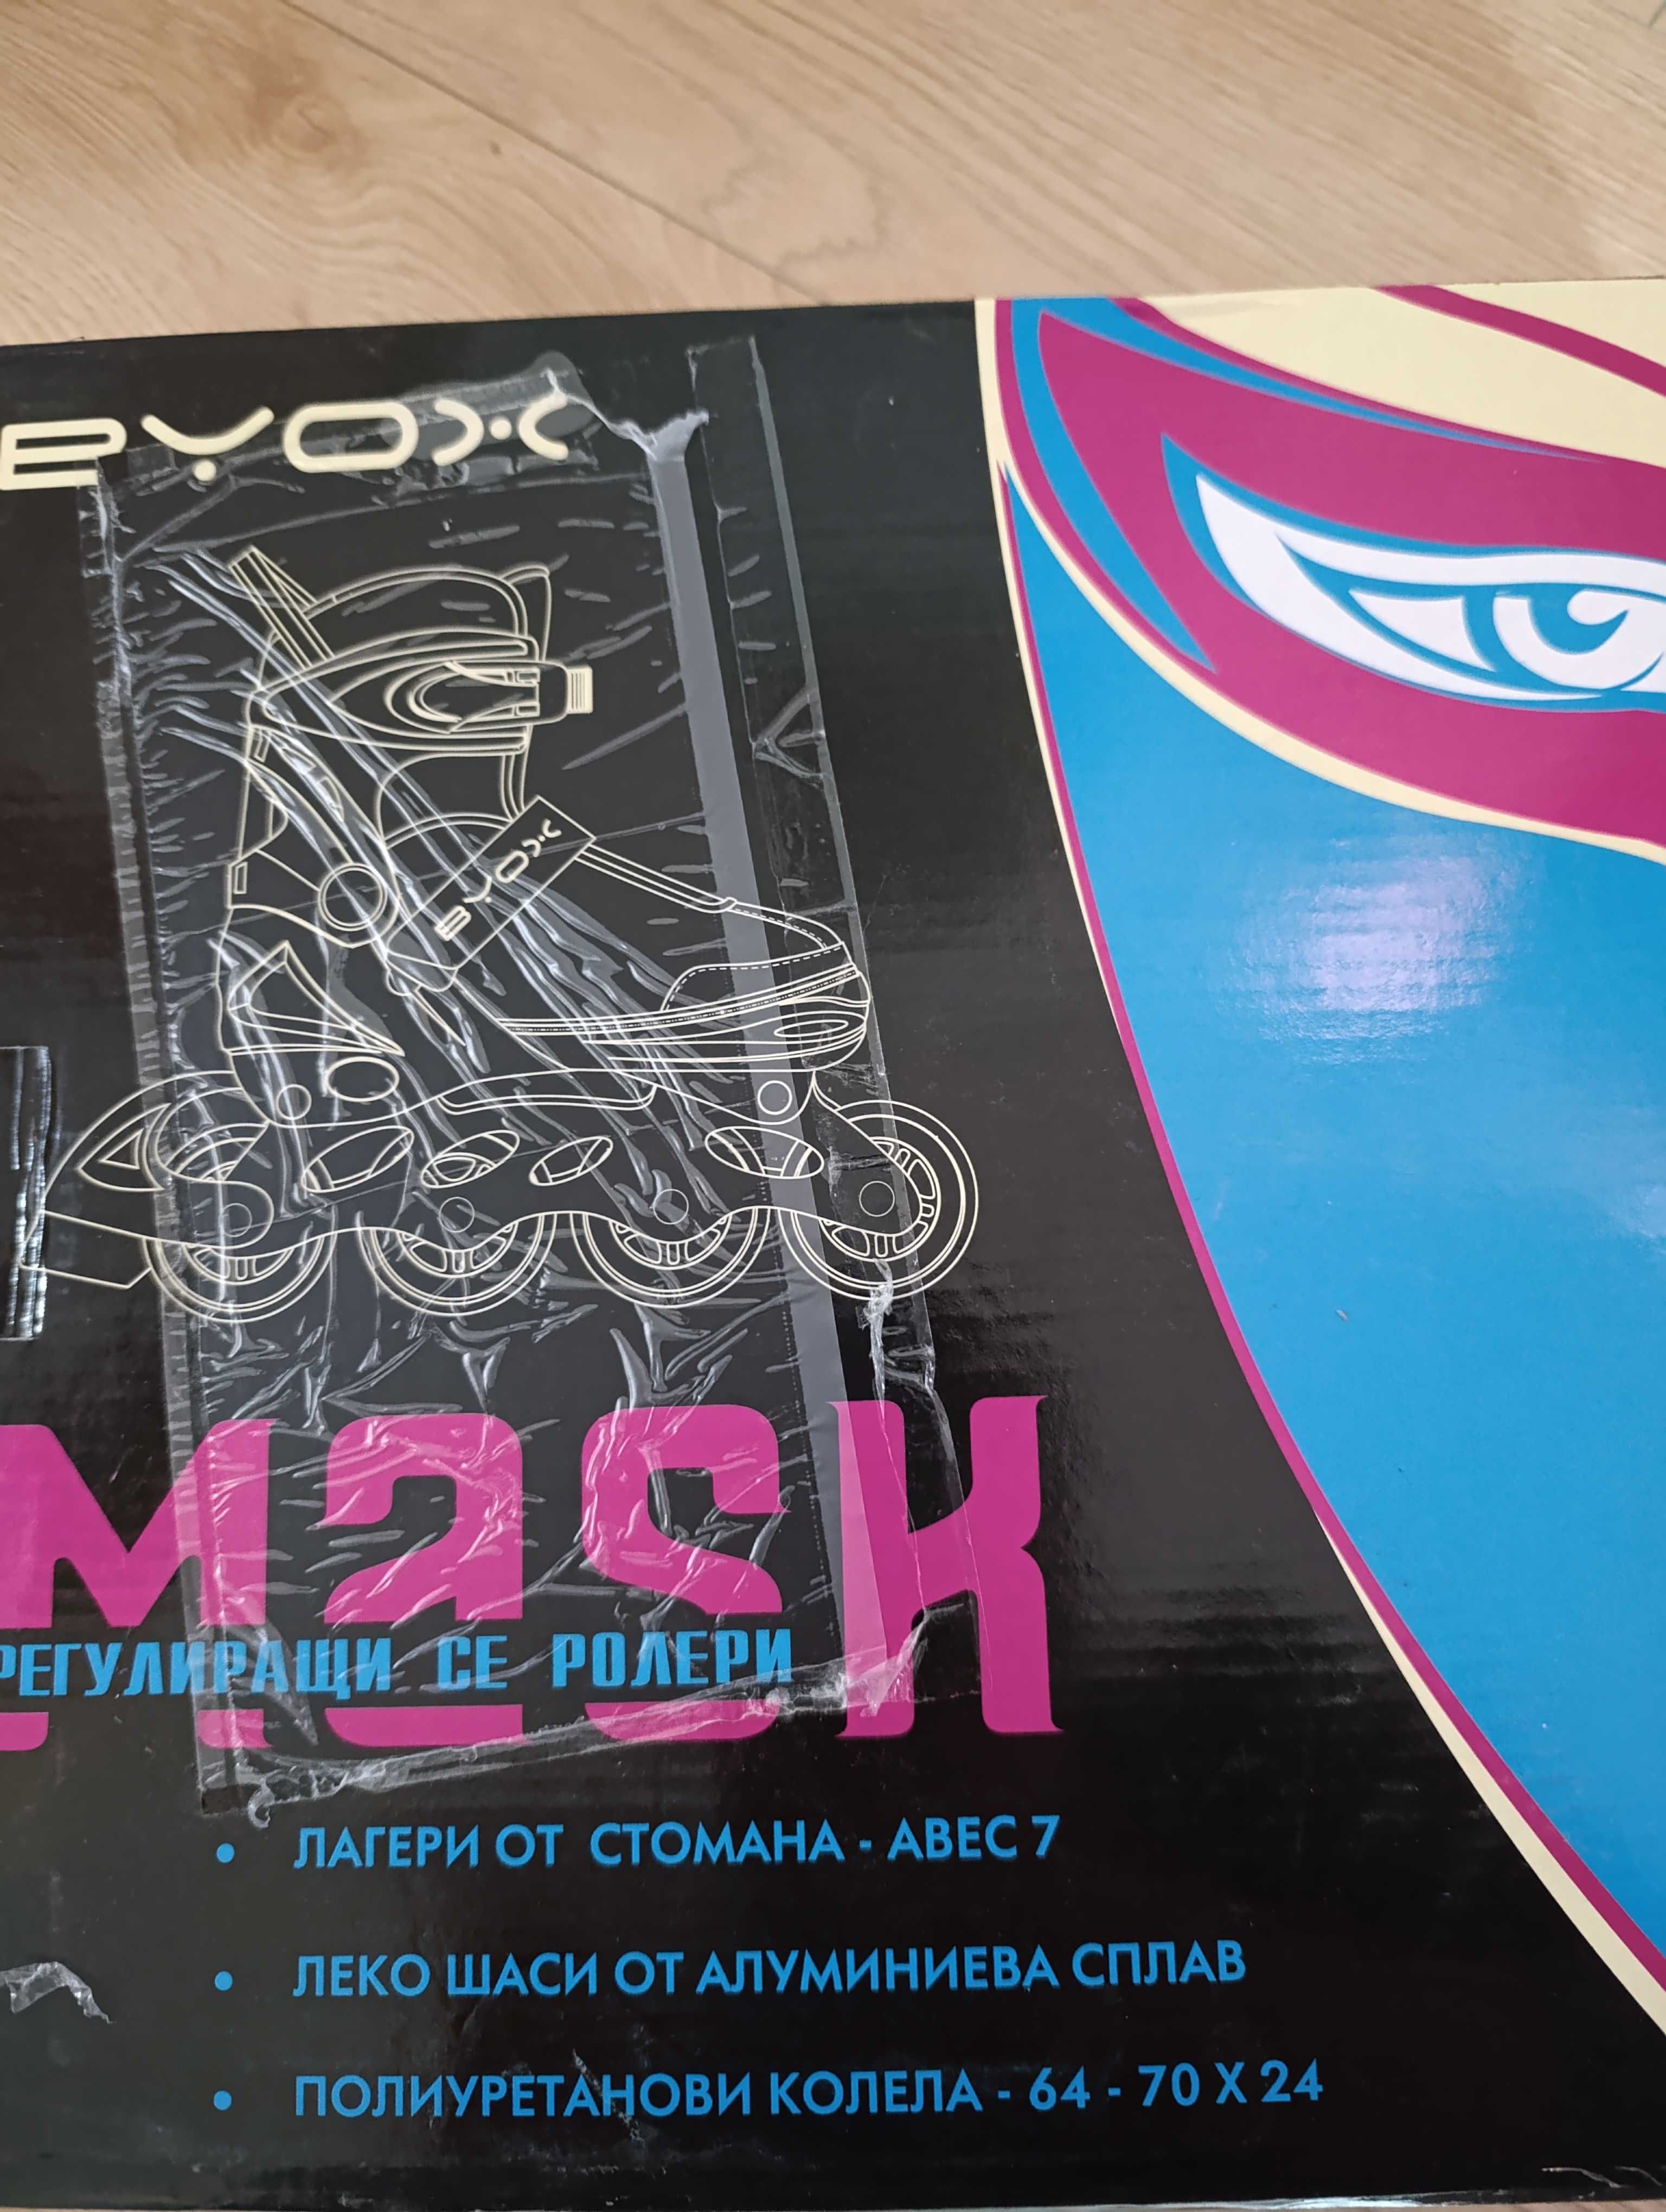 BYOX
BYOX
MASK
РЕГУЛИРАЩИ СЕ РОЛЕРИ
• ЛАГЕРИ ОТ СТОМАНА - ABEC 7
• ЛЕКО ШАСИ ОТ АЛУМИНИЕВА СПЛАВ
• ПОЛИУРЕТАНОВИ КОЛЕЛА - 64 - 70 X 24